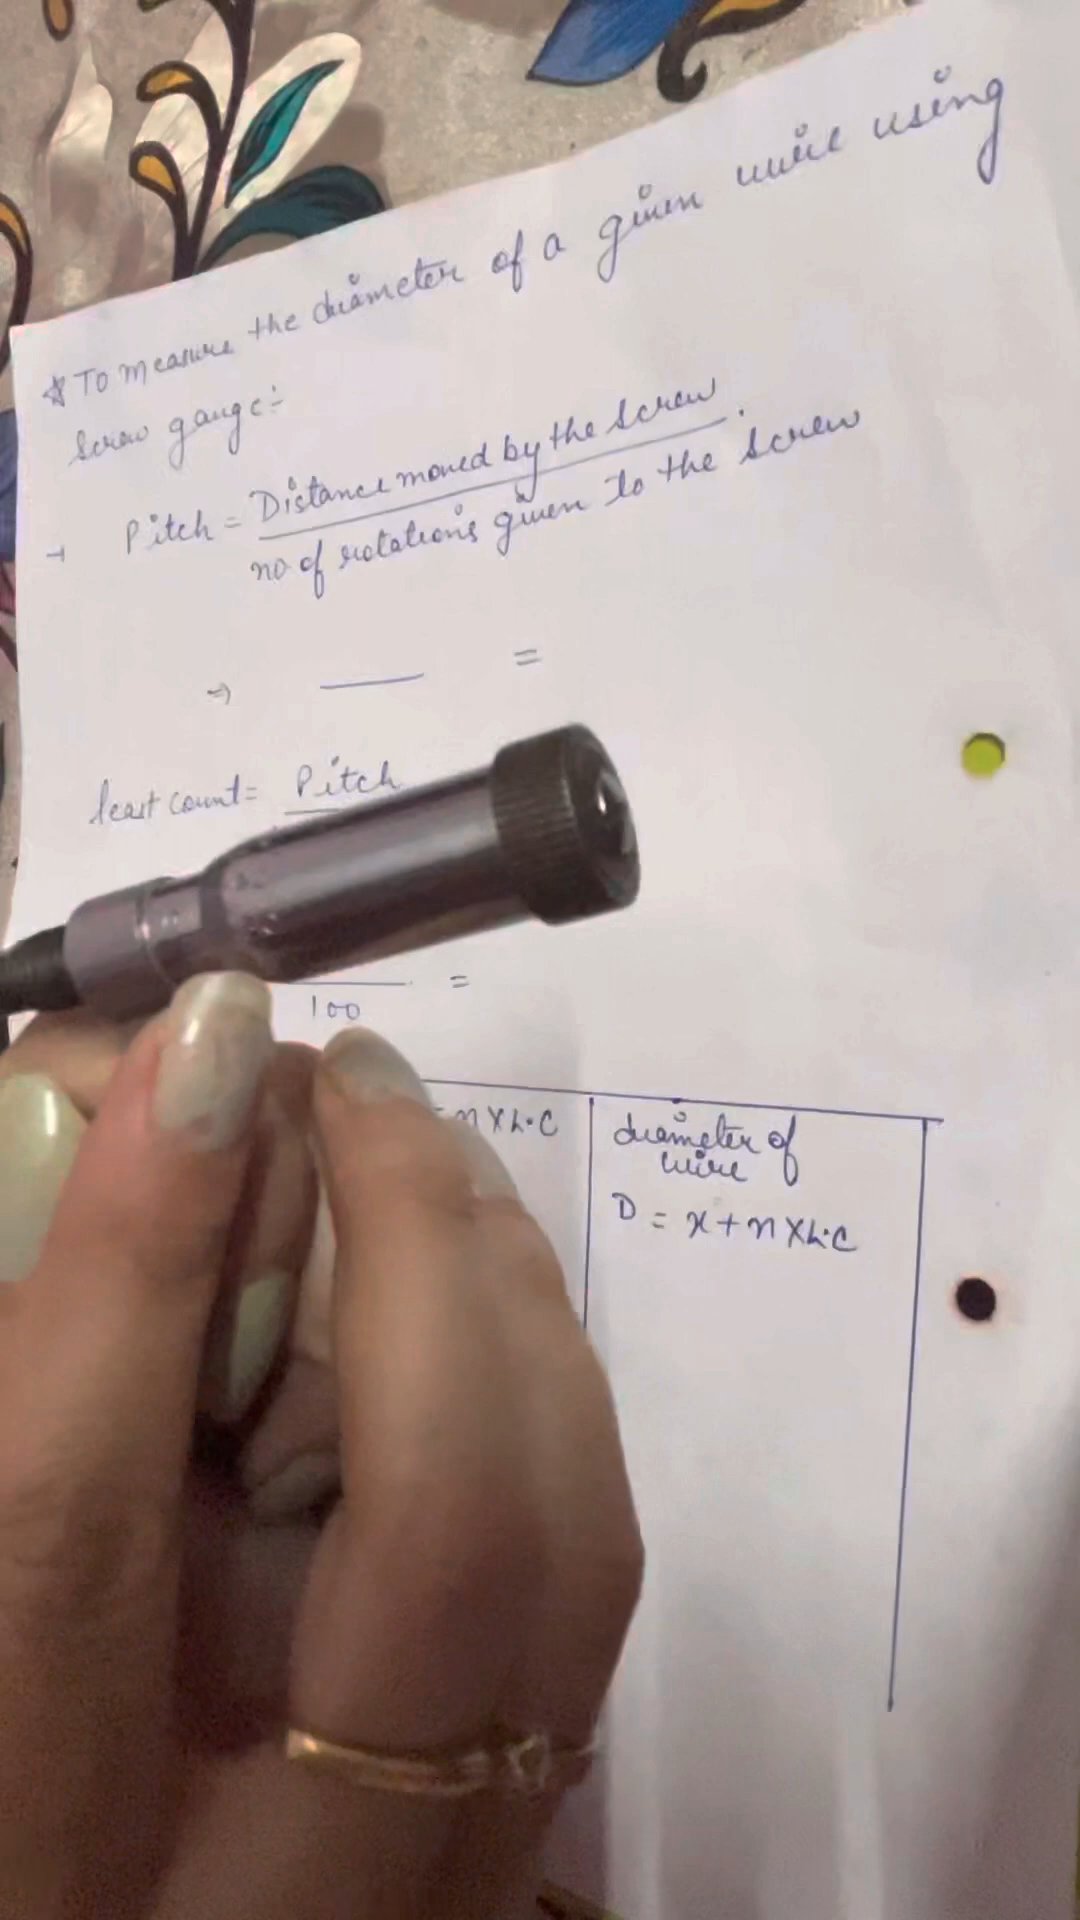 * To measure the diameter of a given wire using
Screw gauge:-
→ Pitch = Distance moved by the screw
no of rotations given to the screw
⇒ =
least count = Pitch
=
100
= n X L.C
diameter of
wire
D = x + n X L.C